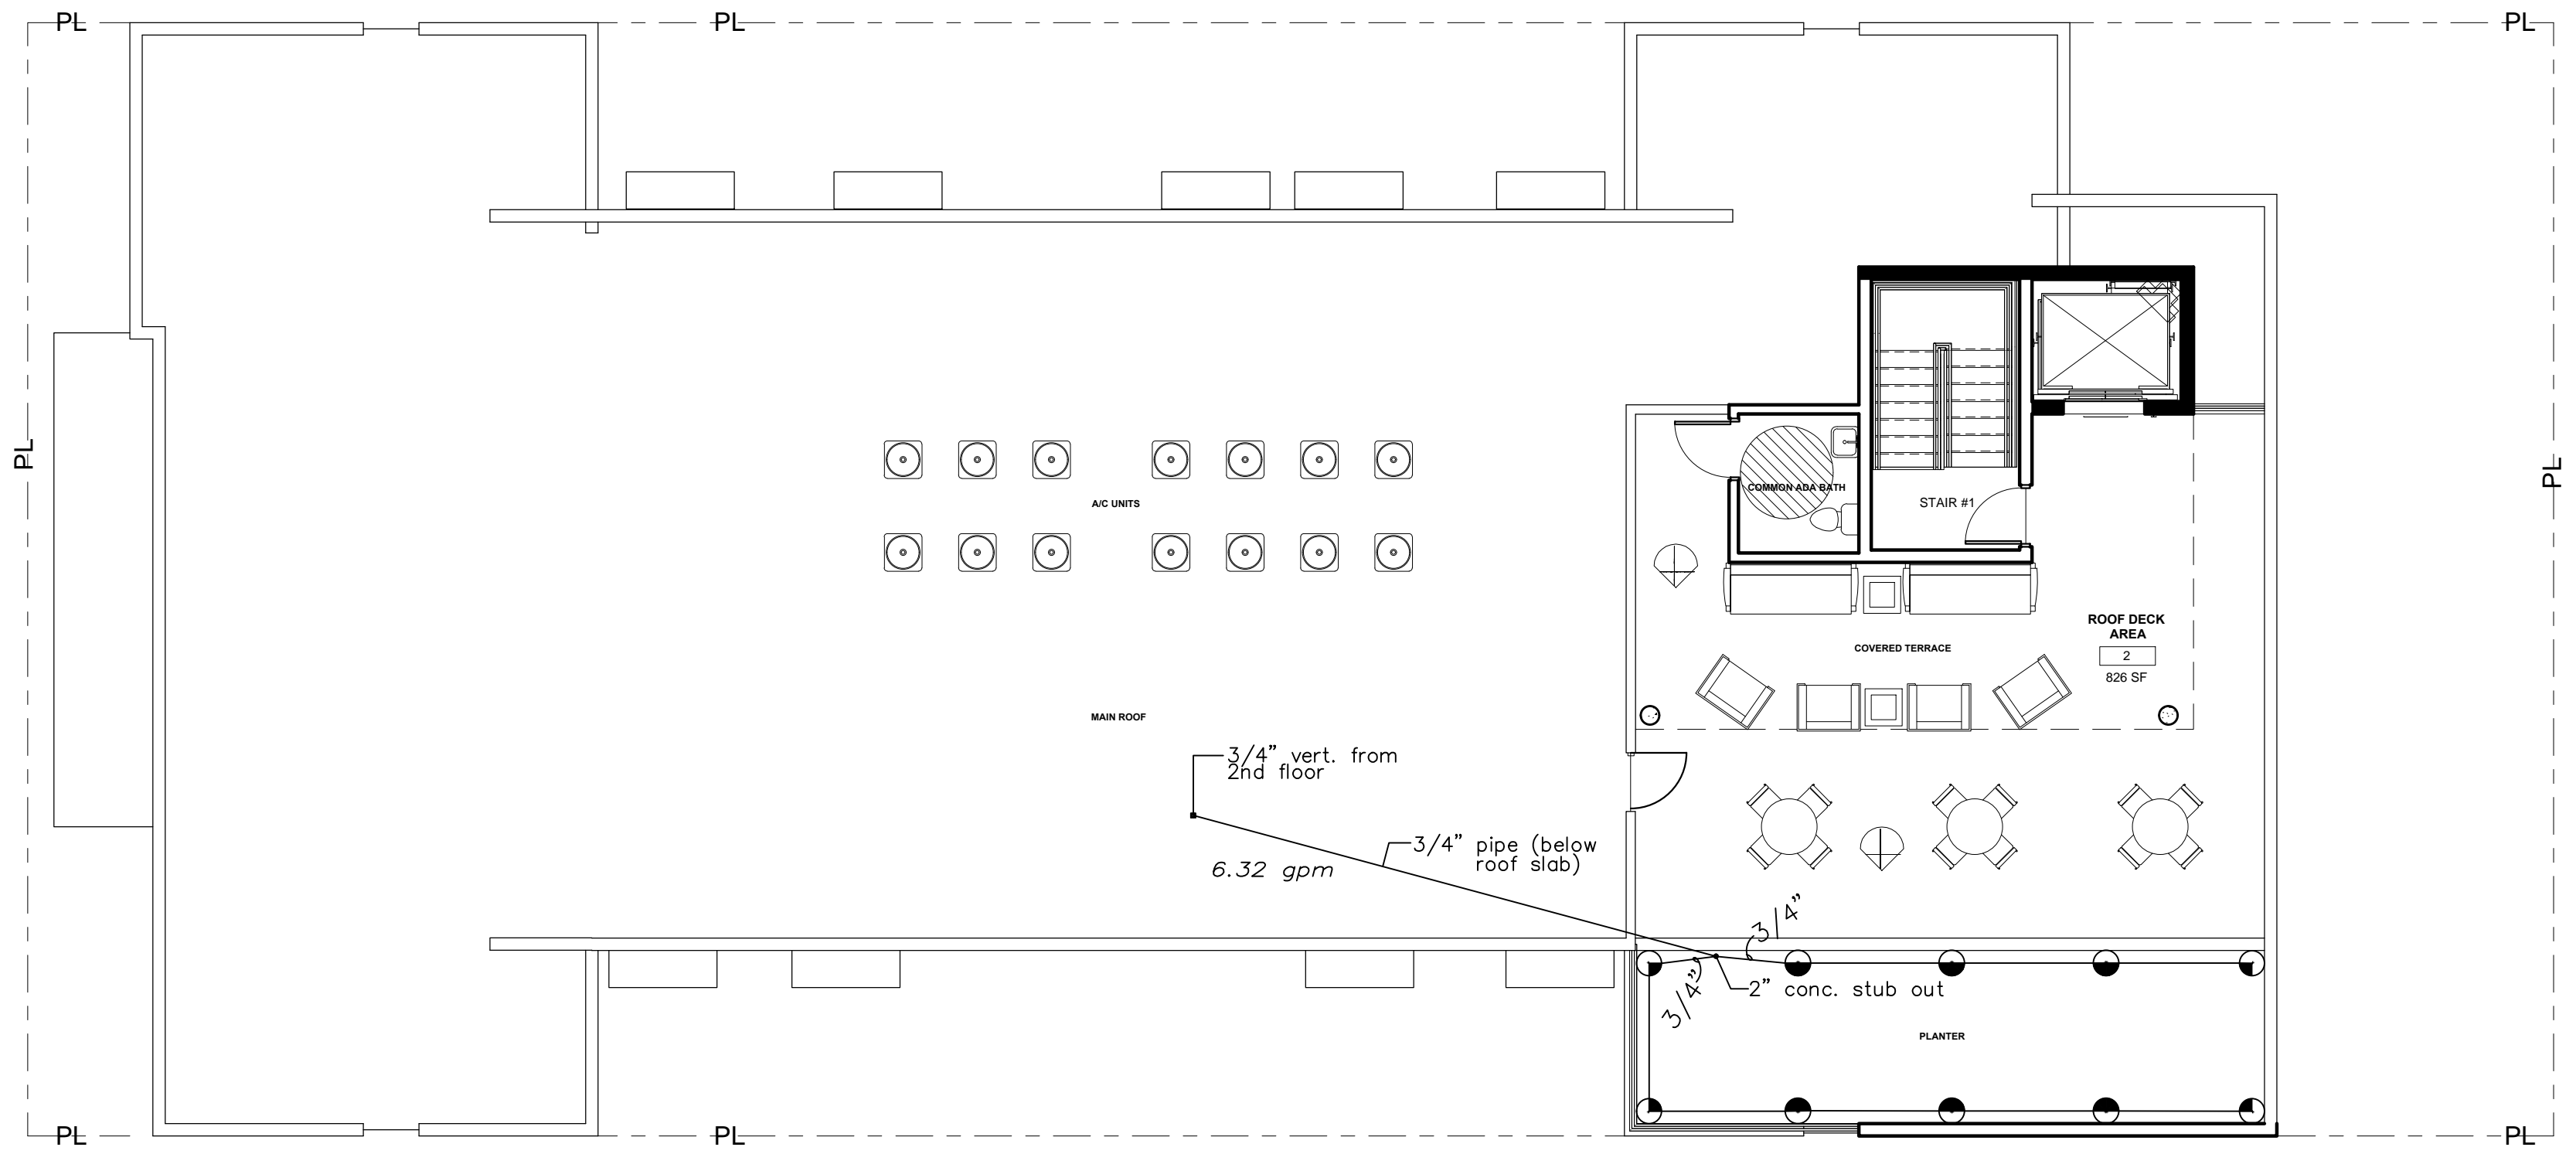 PL
PL
PL
PL
PL
A/C UNITS
COMMON ADA BATH
STAIR #1
ROOF DECK
AREA
2
826 SF
COVERED TERRACE
MAIN ROOF
3/4” vert. from
2nd floor
3/4” pipe (below
roof slab)
6.32 gpm
3/4”
3/4”
2” conc. stub out
PLANTER
PL
PL
PL